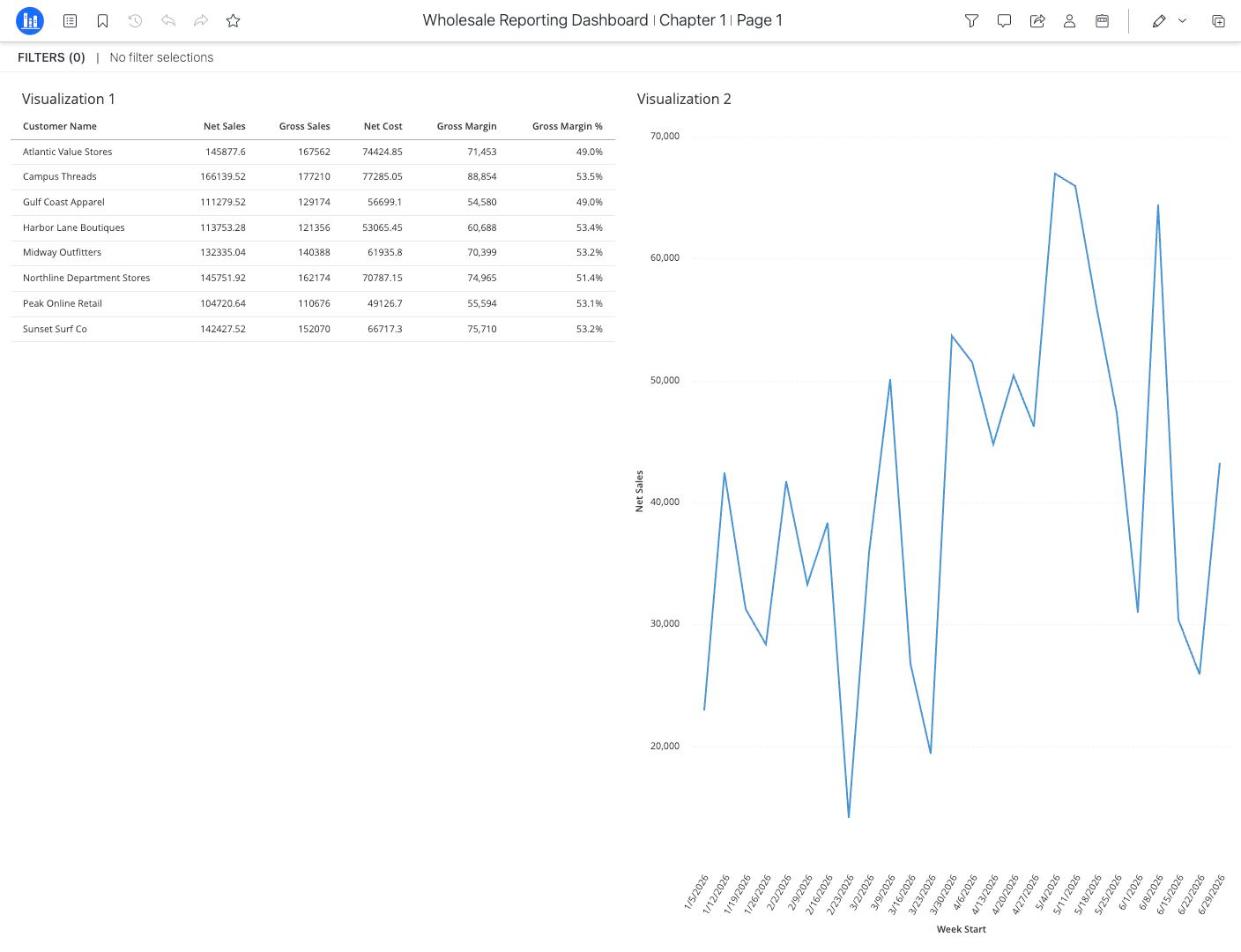 Wholesale Reporting Dashboard | Chapter 1 | Page 1
FILTERS (0) | No filter selections
Visualization 1
Customer Name Net Sales Gross Sales Net Cost Gross Margin Gross Margin %
Atlantic Value Stores 145877.6 167562 74424.85 71,453 49.0%
Campus Threads 166139.52 177210 77285.05 88,854 53.5%
Gulf Coast Apparel 111279.52 129174 56699.1 54,580 49.0%
Harbor Lane Boutiques 113753.28 121356 53065.45 60,688 53.4%
Midway Outfitters 132335.04 140388 61935.8 70,399 53.2%
Northline Department Stores 145751.92 162174 70787.15 74,965 51.4%
Peak Online Retail 104720.64 110676 49126.7 55,594 53.1%
Sunset Surf Co 142427.52 152070 66717.3 75,710 53.2%
Visualization 2
70,000
60,000
50,000
40,000
30,000
20,000
Net Sales
1/5/2026
1/12/2026
1/19/2026
1/26/2026
2/2/2026
2/9/2026
2/16/2026
2/23/2026
3/2/2026
3/9/2026
3/16/2026
3/23/2026
3/30/2026
4/6/2026
4/13/2026
4/20/2026
4/27/2026
5/4/2026
5/11/2026
5/18/2026
5/25/2026
6/1/2026
6/8/2026
6/15/2026
6/22/2026
6/29/2026
Week Start